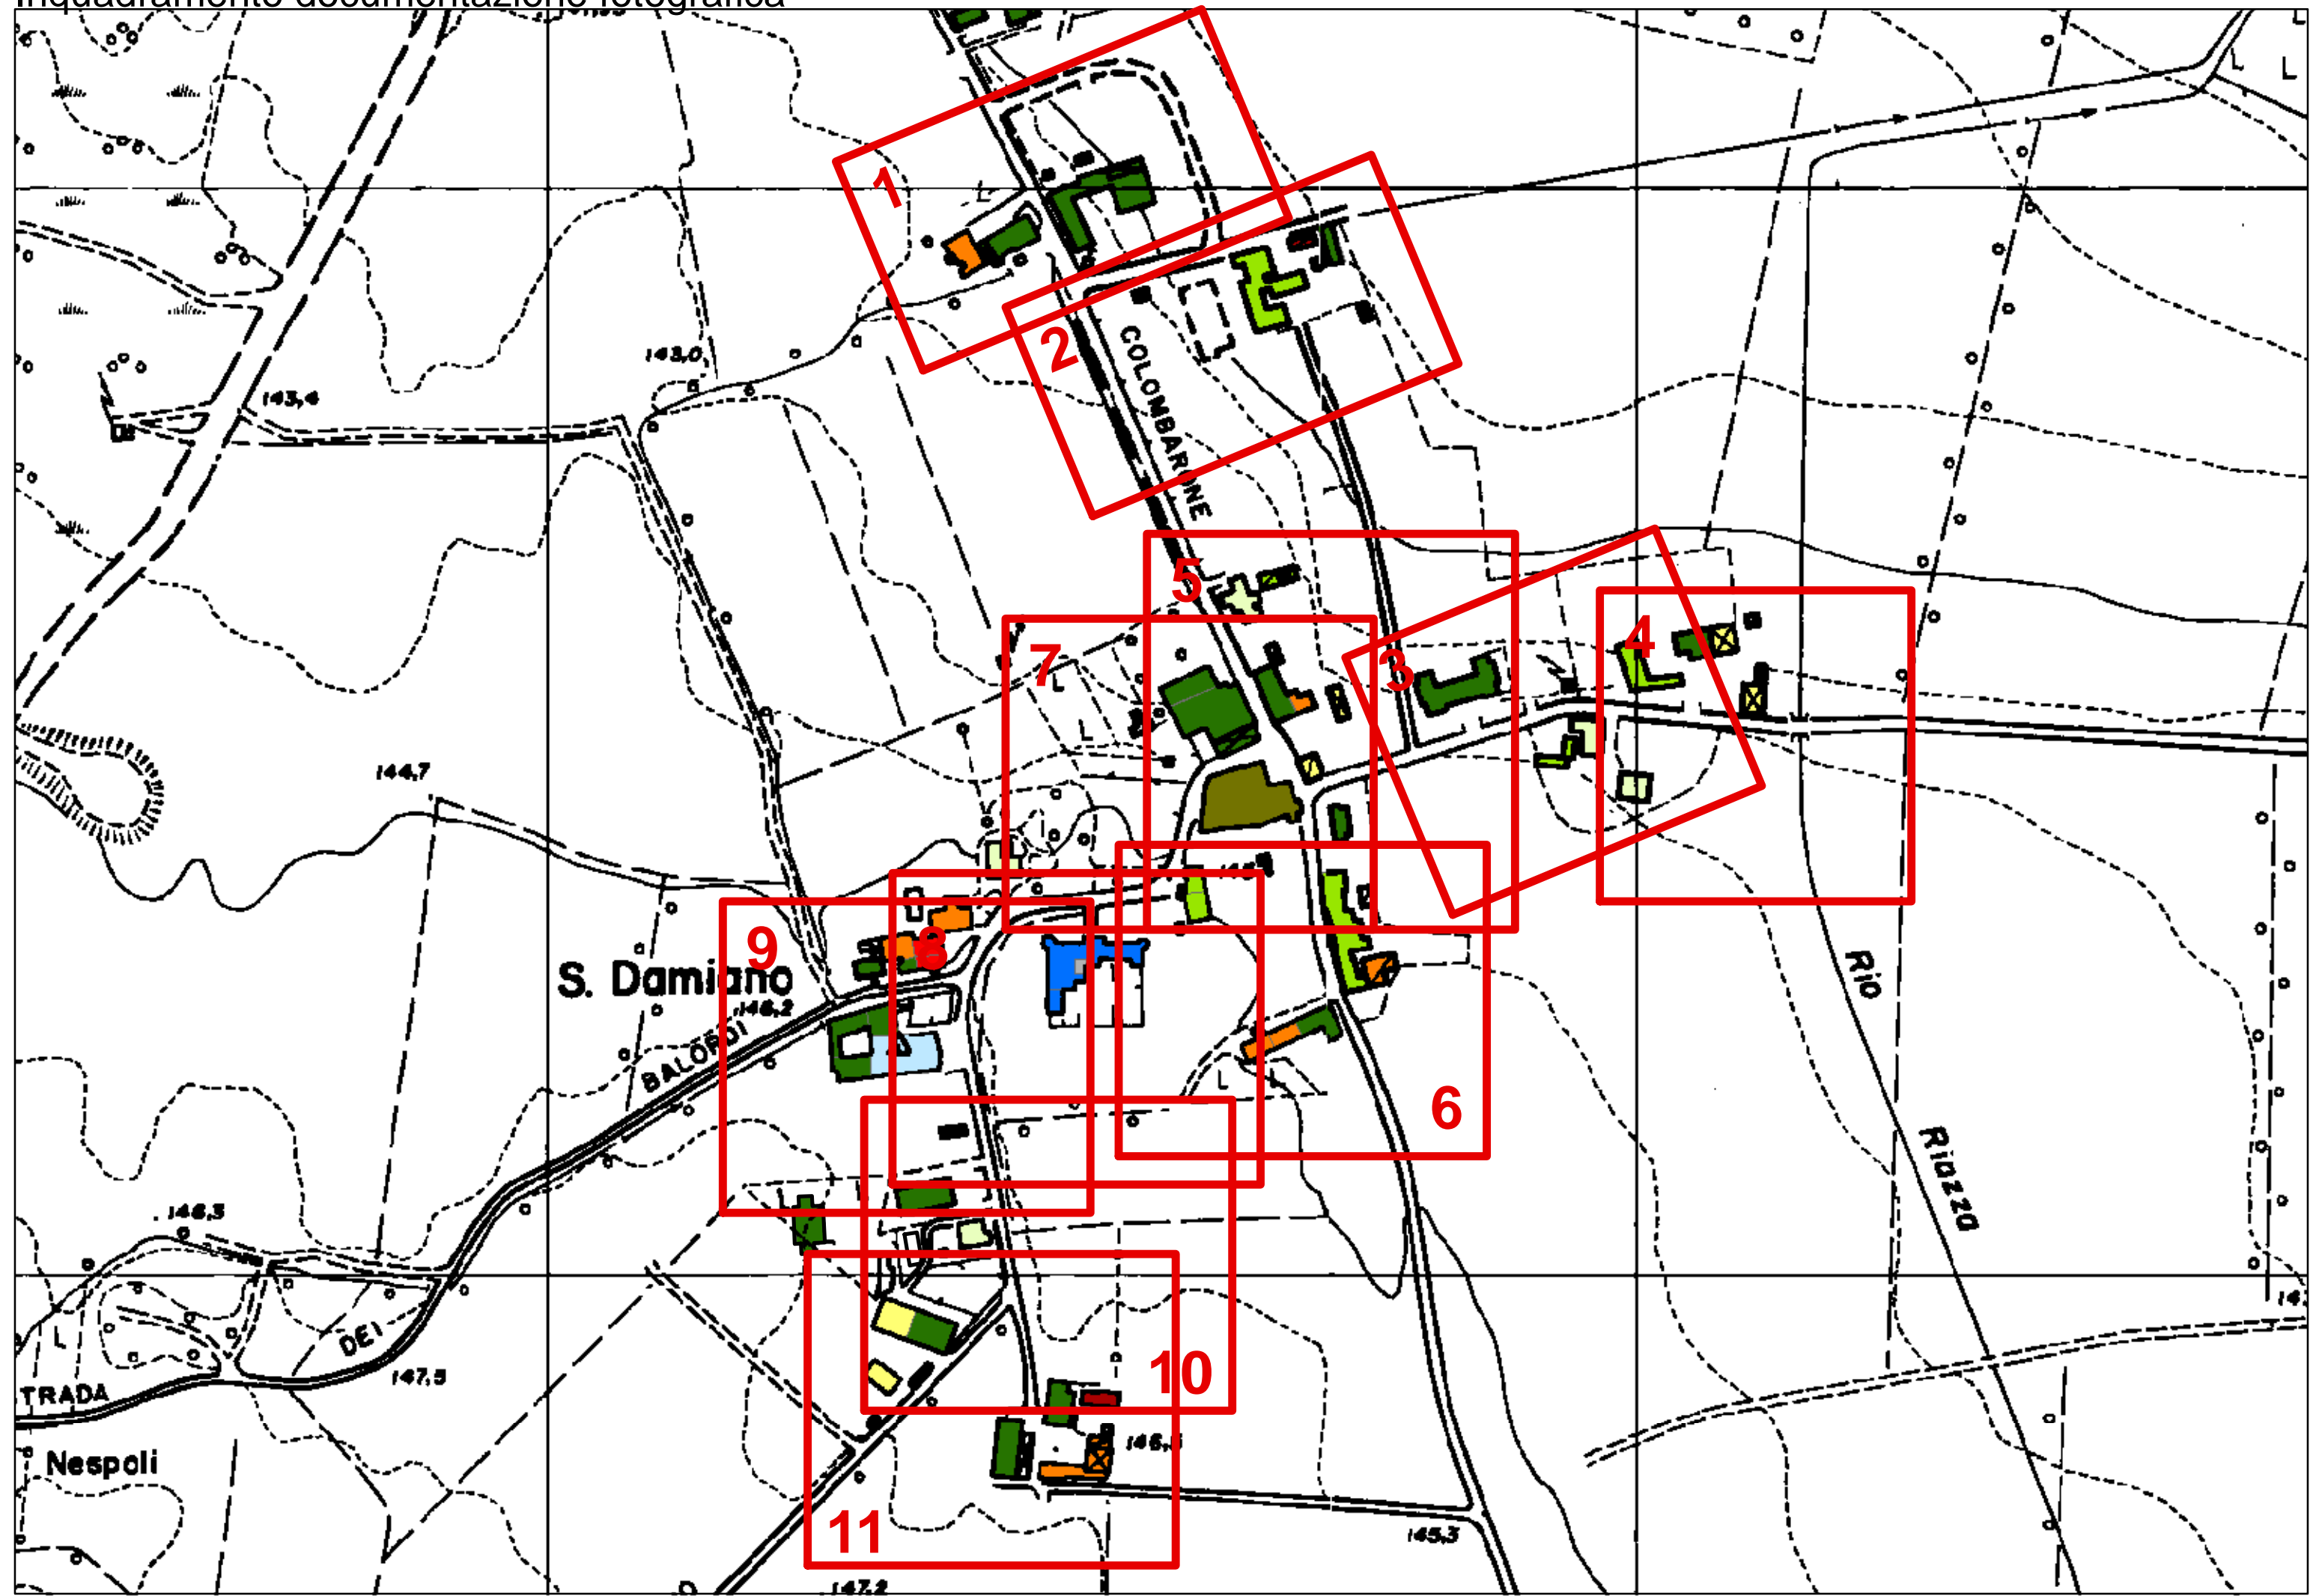 Inquadramento documentazione fotografica
1
L
L
L
2
COLOMBARONE
143,0
143,4
5
7
L
L
3
4
144,7
9
8
S. Damiano
146,2
BALORDI
Rio
L
6
Riazza
146,3
DEI
L
147,5
10
TRADA
Nespoli
11
145,3
147,2